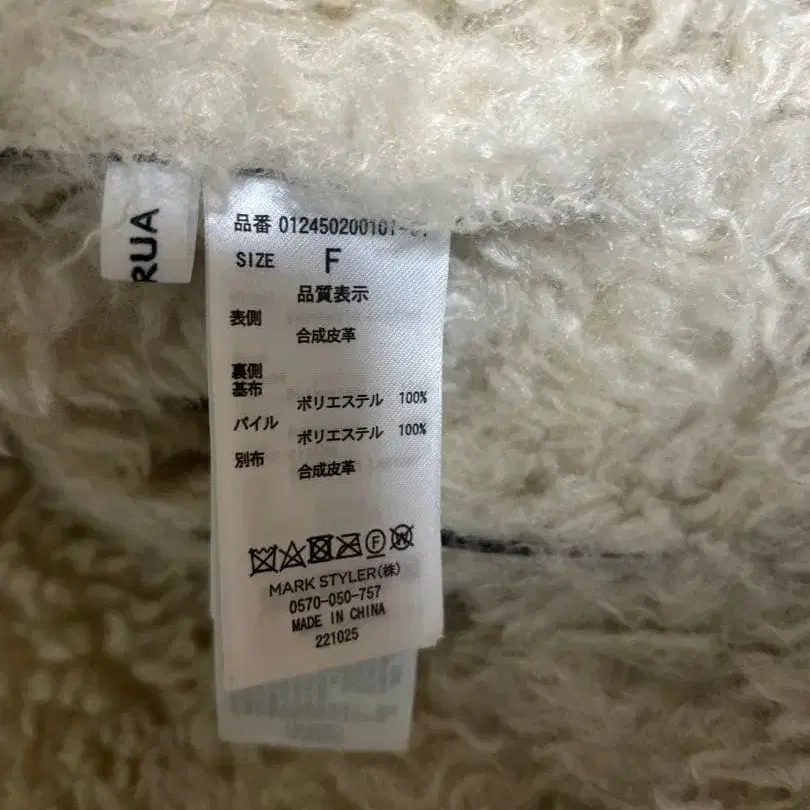 RUA
品番 012450200101-01
SIZE F
品質表示
表側
合成皮革
裏側
基布
ポリエステル 100%
パイル
ポリエステル 100%
別布
合成皮革
F
W
MARK STYLER(株)
0570-050-757
MADE IN CHINA
221025